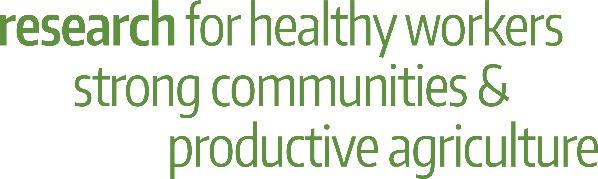 research for healthy workers
strong communities &
productive agriculture